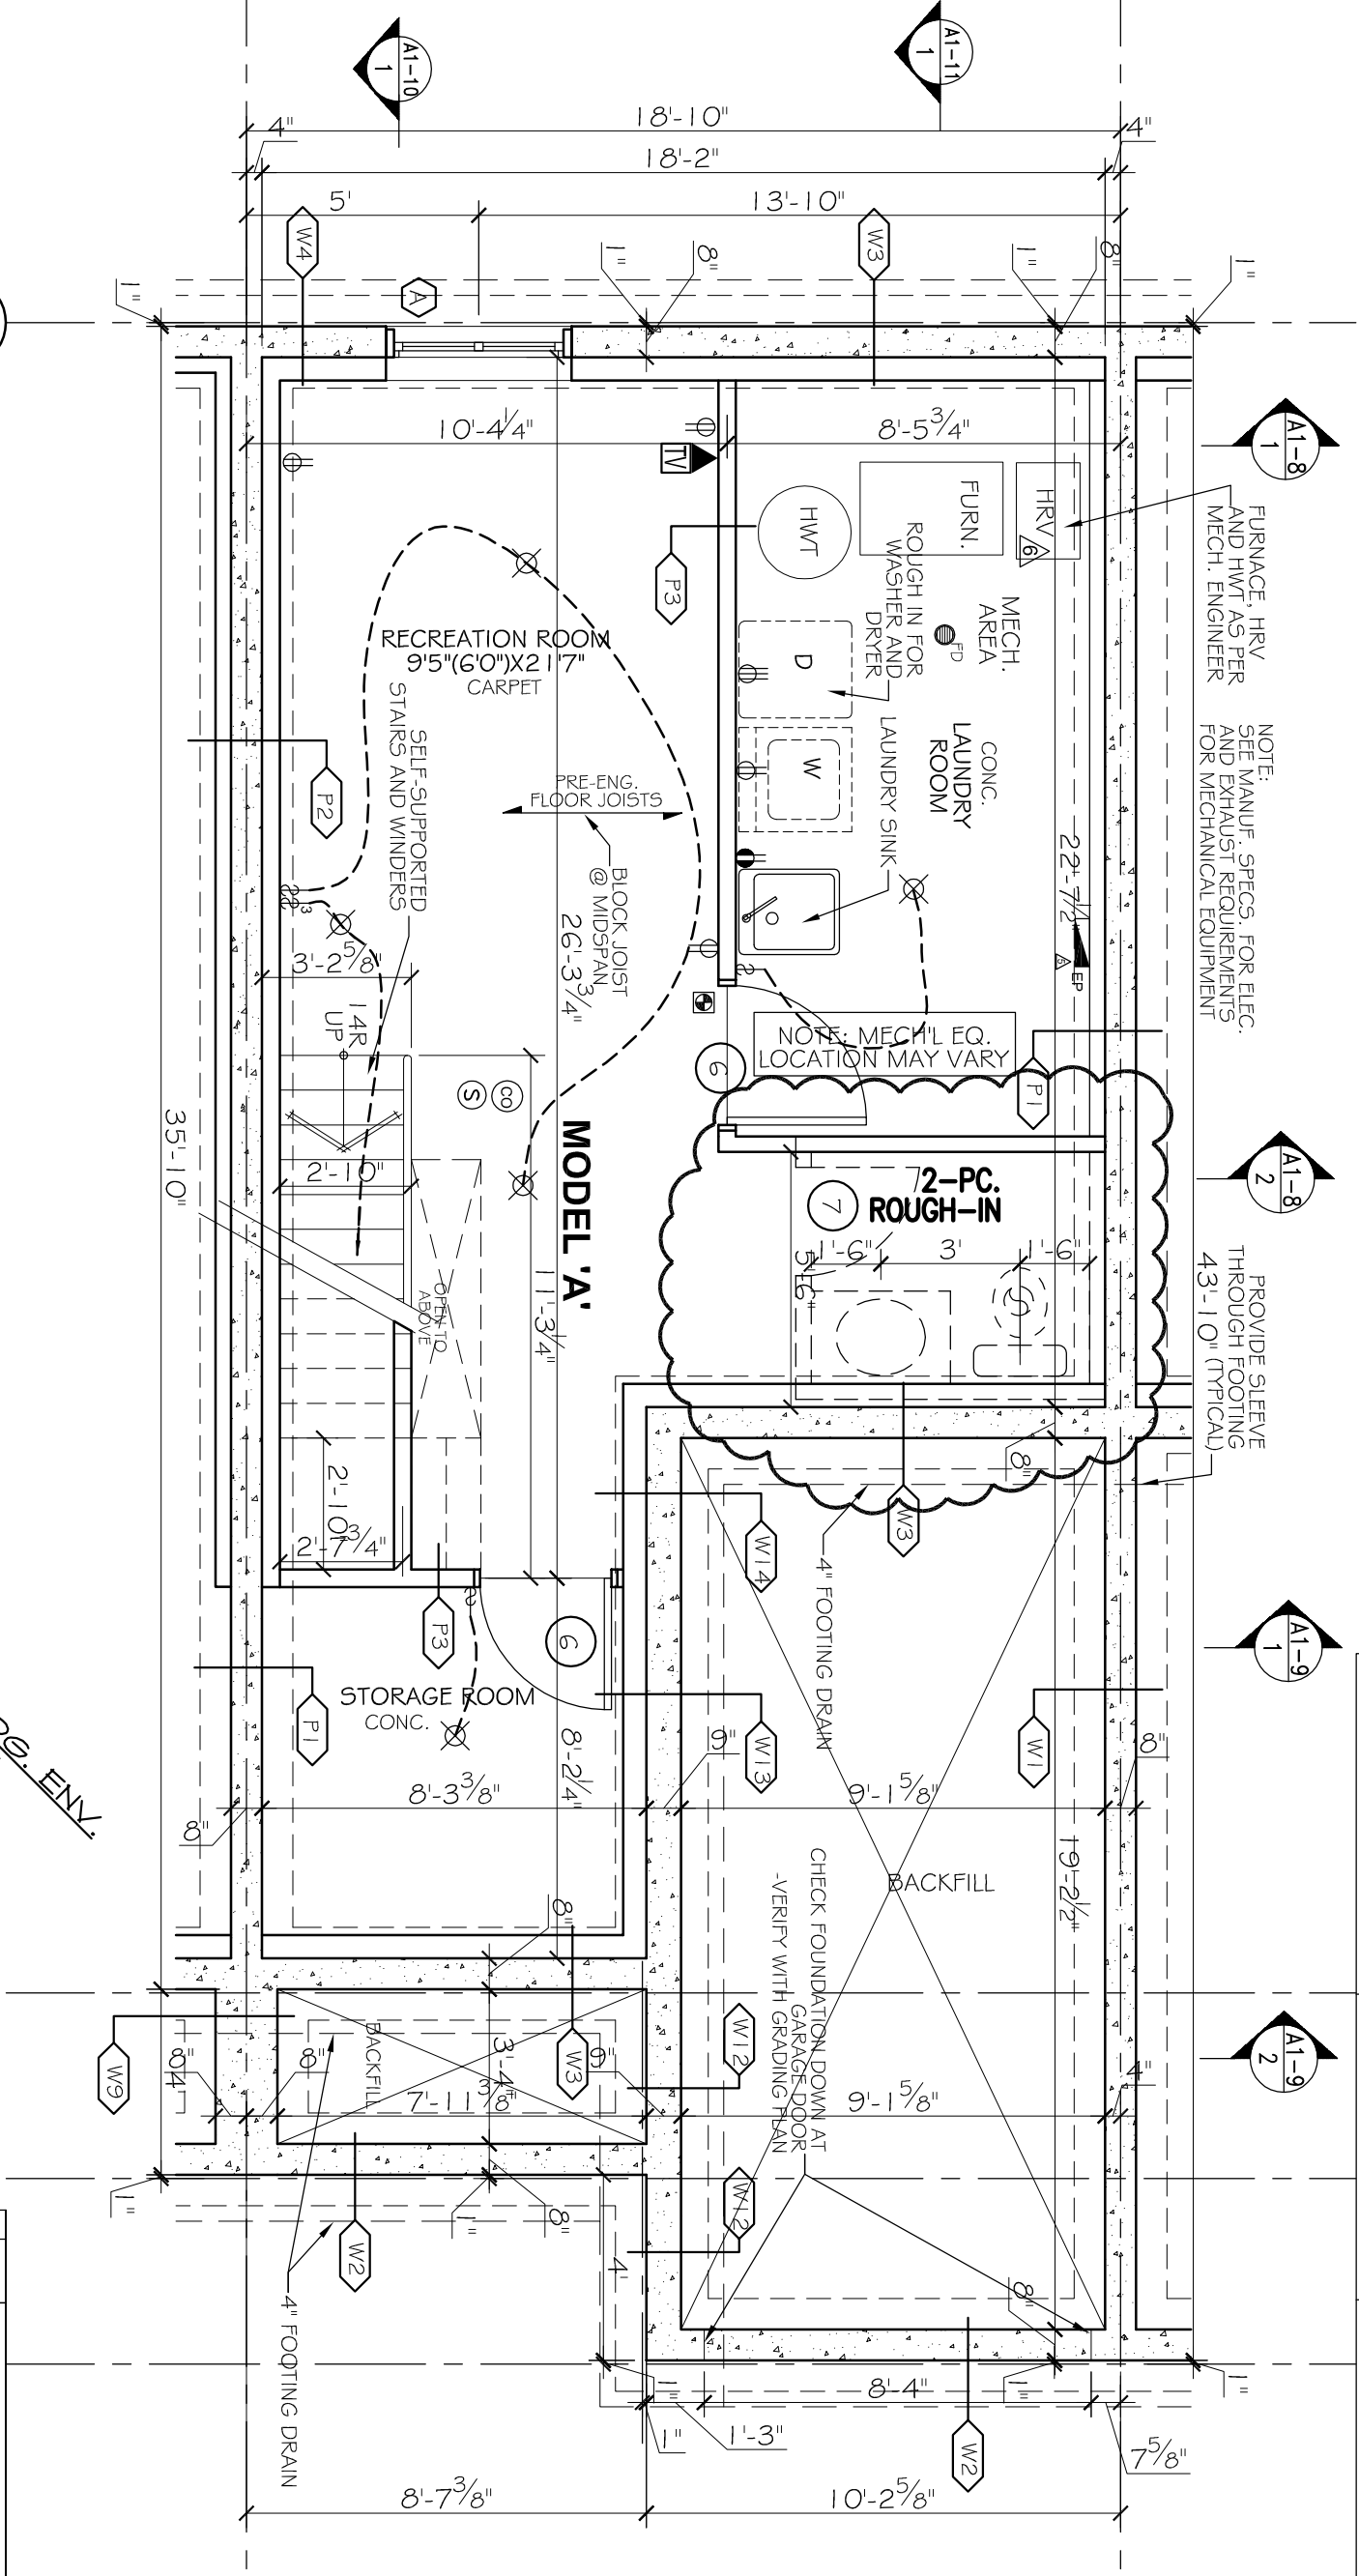 A1-10
1
A1-11
1
18'-10"
4"
4"
18'-2"
5'
13'-10"
W4
W3
1"
8"
1"
8"
1"
1"
A
10'-4 1/4"
8'-5 3/4"
A1-8
1
TV
HWT
FURN.
HRV
6
FURNACE, HRV
AND HWT AS PER
MECH. ENGINEER
P3
ROUGH IN FOR
WASHER AND
DRYER
MECH.
AREA
FD
RECREATION ROOM
9'5"(6'0")X21'7"
CARPET
D
W
LAUNDRY SINK
CONC.
LAUNDRY
ROOM
NOTE:
SEE MANUF. SPECS. FOR ELEC.
AND EXHAUST REQUIREMENTS
FOR MECHANICAL EQUIPMENT
SELF-SUPPORTED
STAIRS AND WINDERS
P2
PRE-ENG.
FLOOR JOISTS
BLOCK JOIST
@ MIDSPAN
26'-3 3/4"
22'-7 1/2"
5
EP
3
3'-2 5/8"
14R
UP
NOTE: MECH'L EQ.
LOCATION MAY VARY
6
P1
S
CO
35'-10"
2'-10"
MODEL 'A'
2-PC.
ROUGH-IN
7
A1-8
2
1'-6"
3'
1'-6"
5'-6"
11'-3 1/4"
OPEN TO
ABOVE
PROVIDE SLEEVE
THROUGH FOOTING
43'-10" (TYPICAL)
8"
2'-10"
2'-7 3/4"
W3
W14
4" FOOTING DRAIN
P3
6
A1-9
1
P1
STORAGE ROOM
CONC.
W13
W1
9"
8"
8'-2 1/4"
8'-3 3/8"
9'-1 5/8"
8"
DG. ENV.
BACKFILL
19'-2 1/2"
CHECK FOUNDATION DOWN AT
GARAGE DOOR
-VERIFY WITH GRADING PLAN
8"
W9
8"
4"
8"
BACKFILL
3'-4"
7'-11 3/8"
W3
9"
W12
9'-1 5/8"
4"
A1-9
2
1"
W2
1"
8"
W12
4'
8"
4" FOOTING DRAIN
1"
8'-4"
1"
1"
1"
1'-3"
W2
7 5/8"
8'-7 3/8"
10'-2 5/8"